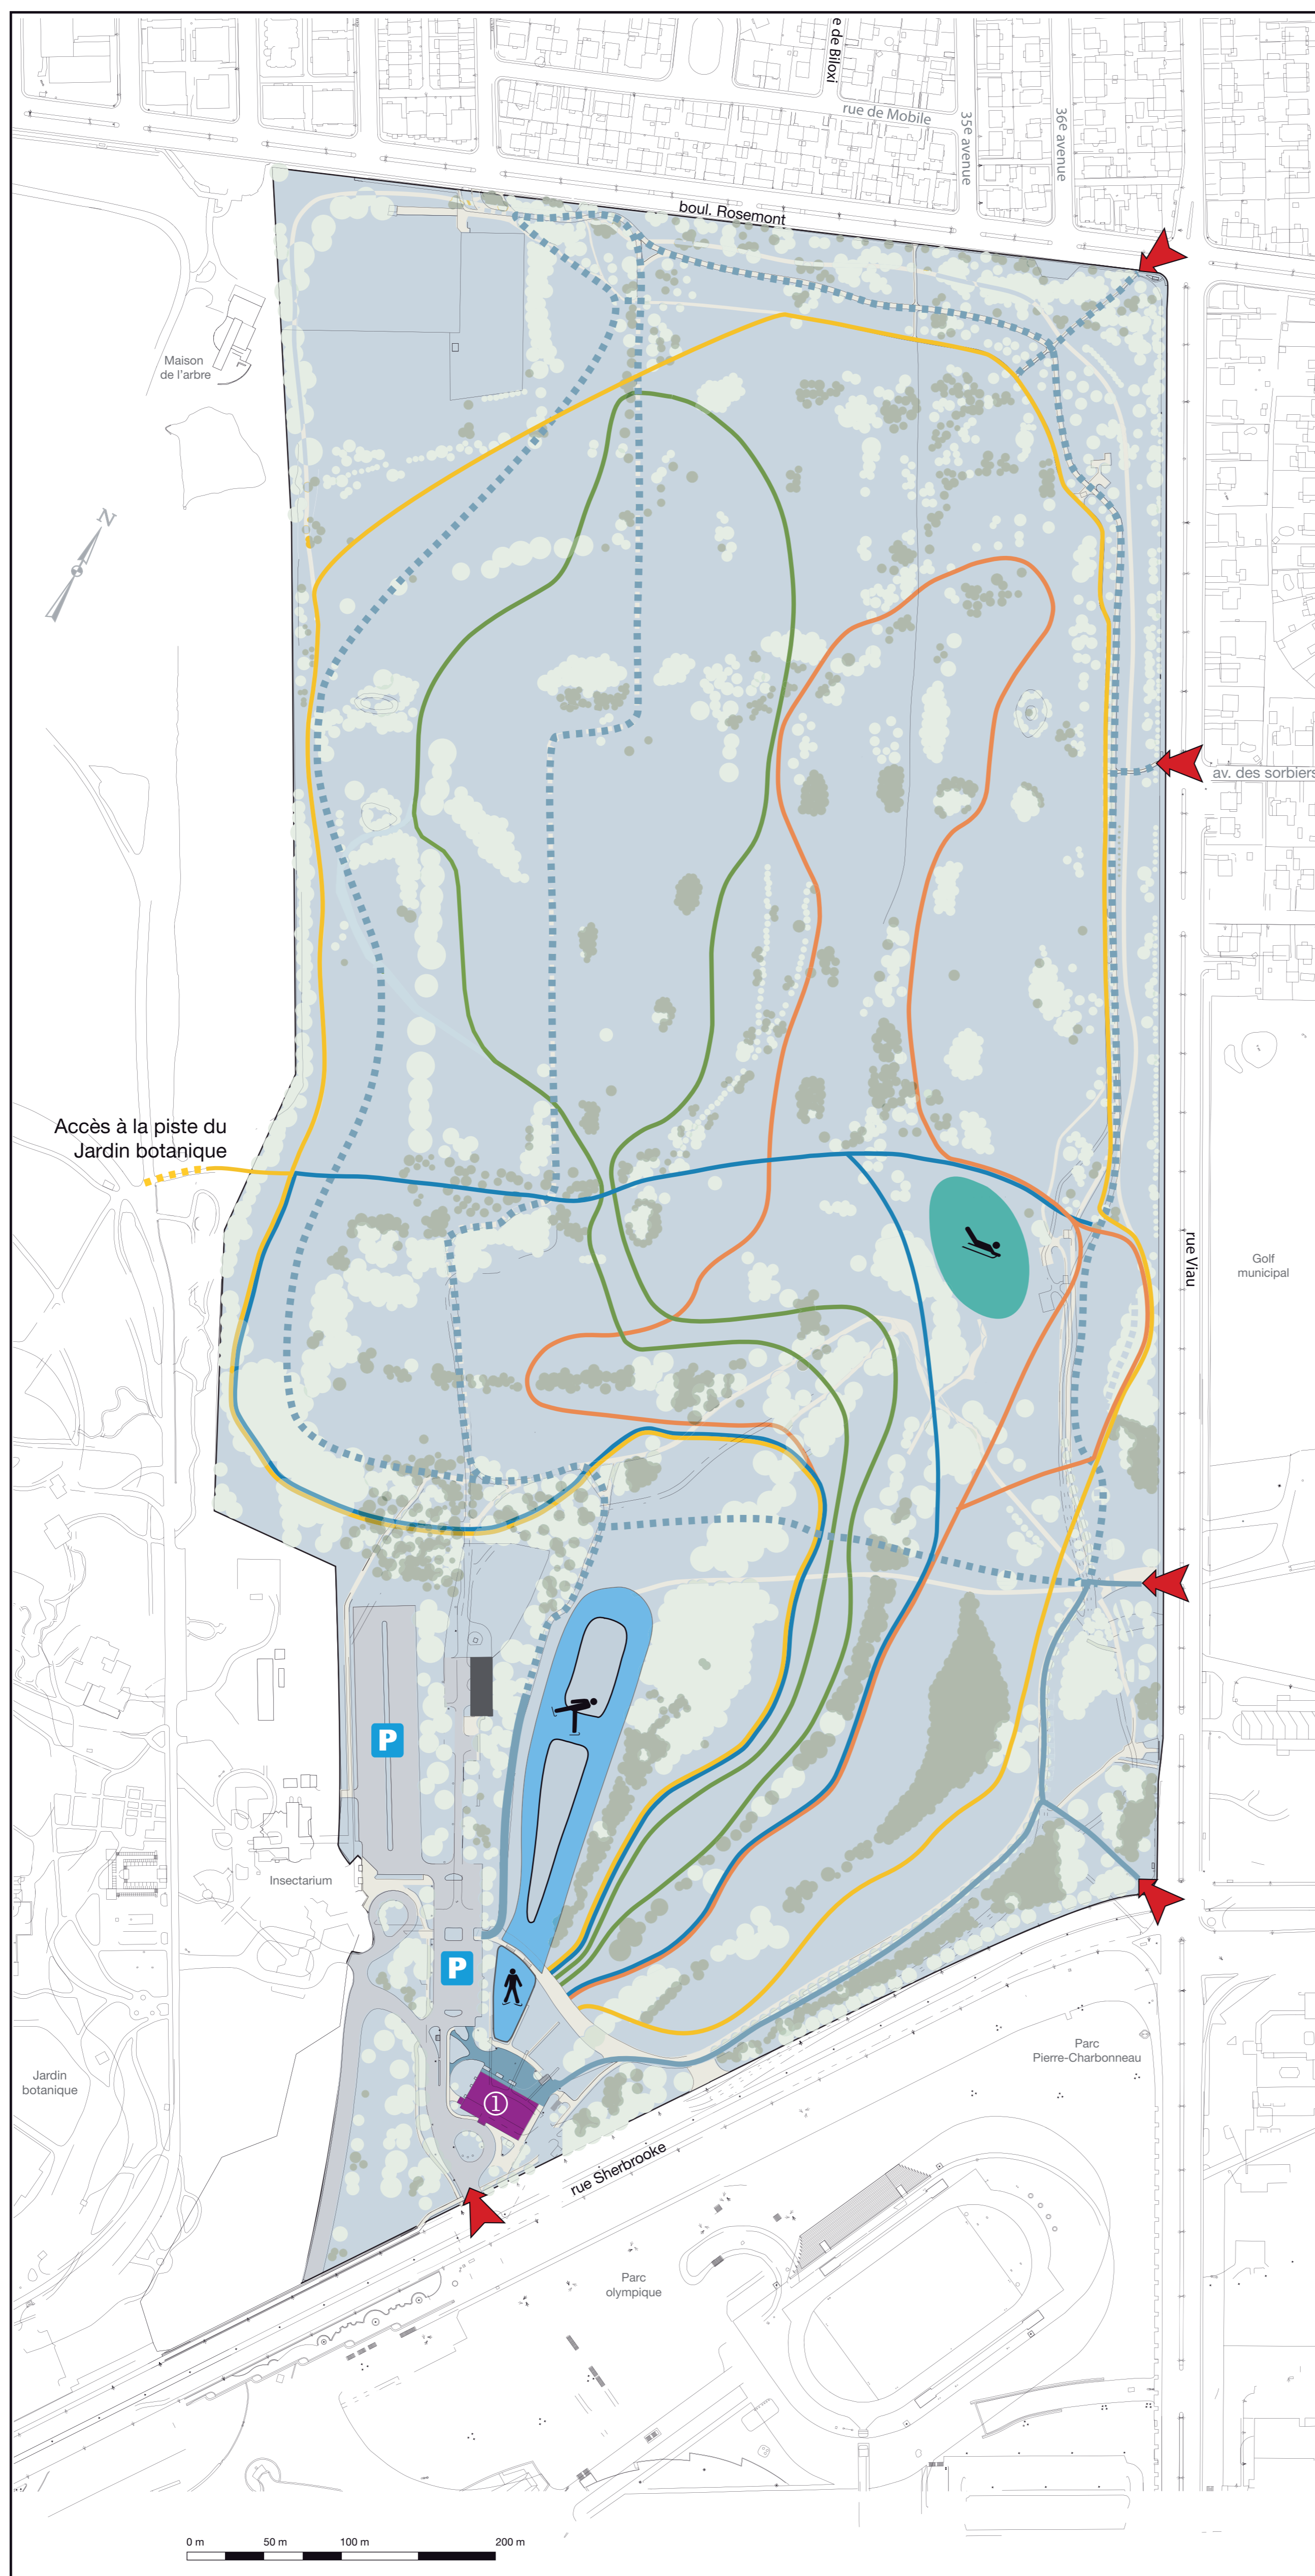 e de Biloxi
rue de Mobile
35e avenue
36e avenue
boul. Rosemont
Maison
de l'arbre
N
av. des sorbiers
Accès à la piste du
Jardin botanique
rue Viau
Golf
municipal
P
Insectarium
P
Jardin
botanique
1
Parc
Pierre-Charbonneau
rue Sherbrooke
Parc
olympique
0 m 50 m 100 m 200 m